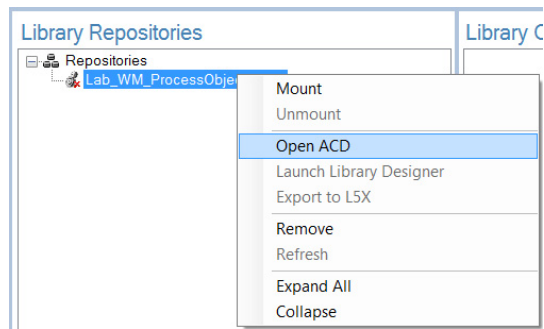 Library Repositories
Library
Repositories
Lab_WM_ProcessObje
Mount
Unmount
Open ACD
Launch Library Designer
Export to L5X
Remove
Refresh
Expand All
Collapse